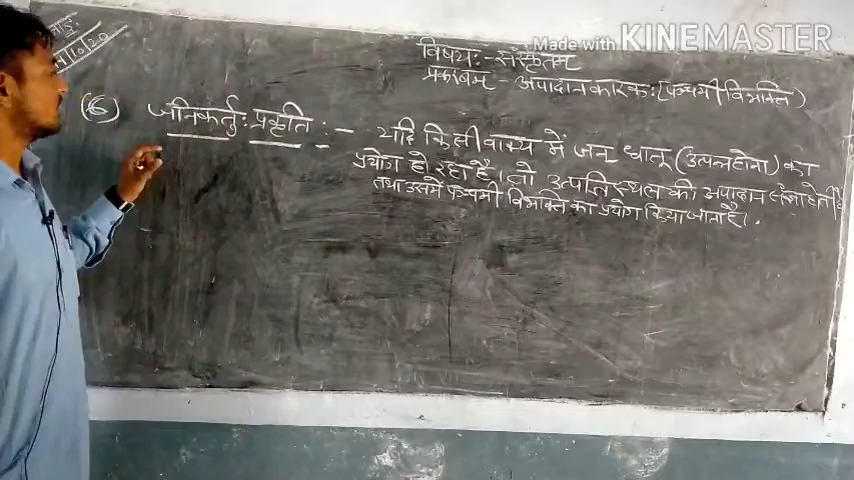 Made with KINEMASTER
विषय:- संस्कृतम्
प्रकरणम् - अपादान कारक: (पञ्चमी विभक्ति)
(6) जनिकर्तु: प्रकृति :- यदि किसी वाक्य में जन् धातु (उत्पन्न होना) का
प्रयोग हो रहा है। तो उत्पति स्थल की अपादान संज्ञा होती है
तथा उसमें पञ्चमी विभक्ति का प्रयोग किया जाता है।.